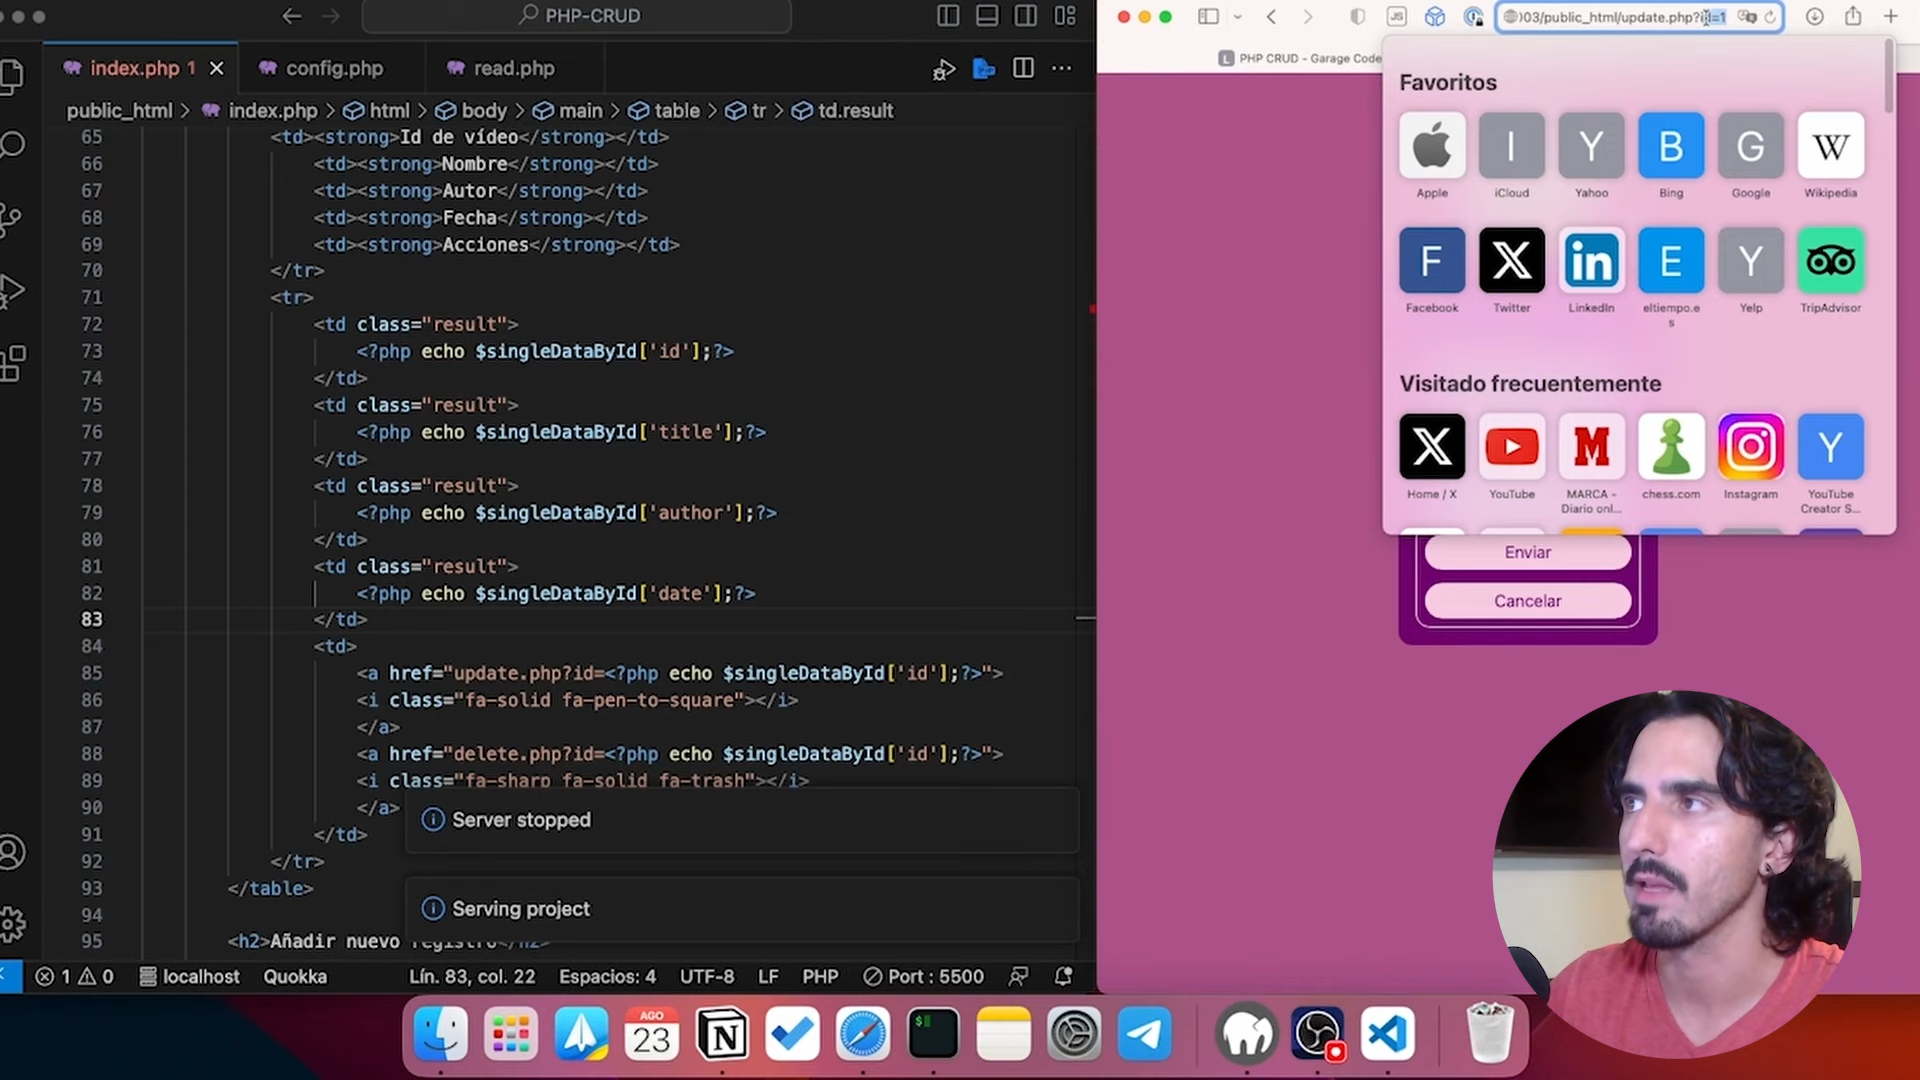 PHP-CRUD
index.php 1
config.php
read.php
public_html > index.php > html > body > main > table > tr > td.result
65 <td><strong>Id de vídeo</strong></td>
66 <td><strong>Nombre</strong></td>
67 <td><strong>Autor</strong></td>
68 <td><strong>Fecha</strong></td>
69 <td><strong>Acciones</strong></td>
70 </tr>
71 <tr>
72 <td class="result">
73 <?php echo $singleDataById['id'];?>
74 </td>
75 <td class="result">
76 <?php echo $singleDataById['title'];?>
77 </td>
78 <td class="result">
79 <?php echo $singleDataById['author'];?>
80 </td>
81 <td class="result">
82 <?php echo $singleDataById['date'];?>
83 </td>
84 <td>
85 <a href="update.php?id=<?php echo $singleDataById['id'];?>">
86 <i class="fa-solid fa-pen-to-square"></i>
87 </a>
88 <a href="delete.php?id=<?php echo $singleDataById['id'];?>">
89 <i class="fa-sharp fa-solid fa-trash"></i>
90 </a>
91 </td>
92 </tr>
93 </table>
94
95 <h2>Añadir nuevo registro</h2>
Server stopped
Serving project
1 0 localhost Quokka Lín. 83, col. 22 Espacios: 4 UTF-8 LF PHP Port : 5500
JS
03/public_html/update.php?id=1
L PHP CRUD - Garage Code
Favoritos
I Y B G W
Apple iCloud Yahoo Bing Google Wikipedia
F X in E Y
Facebook Twitter LinkedIn eltiempo.e
s Yelp TripAdvisor
Visitado frecuentemente
X M Y
Home / X YouTube MARCA -
Diario onl... chess.com Instagram YouTube
Creator S...
Enviar
Cancelar
AGO
23
N
$